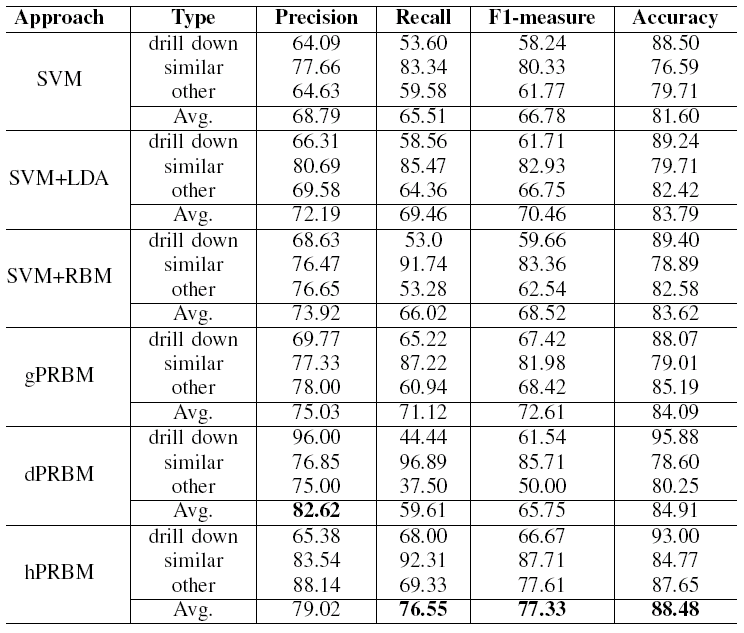 Approach Type Precision Recall F1-measure Accuracy
drill down 64.09 53.60 58.24 88.50
SVM similar 77.66 83.34 80.33 76.59
other 64.63 59.58 61.77 79.71
Avg. 68.79 65.51 66.78 81.60
drill down 66.31 58.56 61.71 89.24
SVM+LDA similar 80.69 85.47 82.93 79.71
other 69.58 64.36 66.75 82.42
Avg. 72.19 69.46 70.46 83.79
drill down 68.63 53.0 59.66 89.40
SVM+RBM similar 76.47 91.74 83.36 78.89
other 76.65 53.28 62.54 82.58
Avg. 73.92 66.02 68.52 83.62
drill down 69.77 65.22 67.42 88.07
gPRBM similar 77.33 87.22 81.98 79.01
other 78.00 60.94 68.42 85.19
Avg. 75.03 71.12 72.61 84.09
drill down 96.00 44.44 61.54 95.88
dPRBM similar 76.85 96.89 85.71 78.60
other 75.00 37.50 50.00 80.25
Avg. 82.62 59.61 65.75 84.91
drill down 65.38 68.00 66.67 93.00
hPRBM similar 83.54 92.31 87.71 84.77
other 88.14 69.33 77.61 87.65
Avg. 79.02 76.55 77.33 88.48